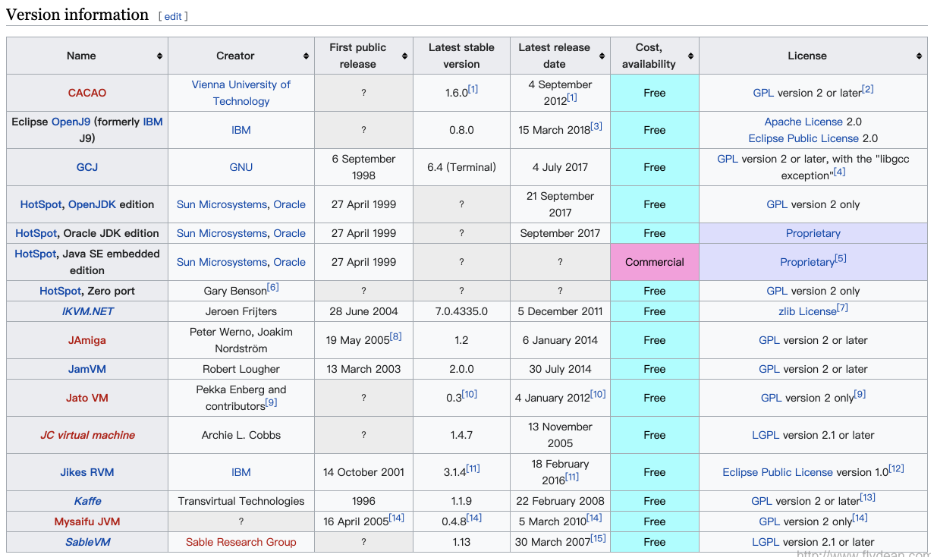 Version information [ edit ]
Name Creator First public release Latest stable version Latest release date Cost, availability License
CACAO Vienna University of Technology ? 1.6.0[1] 4 September 2012[1] Free GPL version 2 or later[2]
Eclipse OpenJ9 (formerly IBM J9) IBM ? 0.8.0 15 March 2018[3] Free Apache License 2.0 Eclipse Public License 2.0
GCJ GNU 6 September 1998 6.4 (Terminal) 4 July 2017 Free GPL version 2 or later, with the "libgcc exception"[4]
HotSpot, OpenJDK edition Sun Microsystems, Oracle 27 April 1999 ? 21 September 2017 Free GPL version 2 only
HotSpot, Oracle JDK edition Sun Microsystems, Oracle 27 April 1999 ? September 2017 Free Proprietary
HotSpot, Java SE embedded edition Sun Microsystems, Oracle 27 April 1999 ? ? Commercial Proprietary[5]
HotSpot, Zero port Gary Benson[6] ? ? ? Free GPL version 2 only
IKVM.NET Jeroen Frijters 28 June 2004 7.0.4335.0 5 December 2011 Free zlib License[7]
JAmiga Peter Werno, Joakim Nordström 19 May 2005[8] 1.2 6 January 2014 Free GPL version 2 or later
JamVM Robert Lougher 13 March 2003 2.0.0 30 July 2014 Free GPL version 2 or later
Jato VM Pekka Enberg and contributors[9] ? 0.3[10] 4 January 2012[10] Free GPL version 2 only[9]
JC virtual machine Archie L. Cobbs ? 1.4.7 13 November 2005 Free LGPL version 2.1 or later
Jikes RVM IBM 14 October 2001 3.1.4[11] 18 February 2016[11] Free Eclipse Public License version 1.0[12]
Kaffe Transvirtual Technologies 1996 1.1.9 22 February 2008 Free GPL version 2 or later[13]
Mysaifu JVM ? 16 April 2005[14] 0.4.8[14] 5 March 2010[14] Free GPL version 2 only[14]
SableVM Sable Research Group ? 1.13 30 March 2007[15] Free LGPL version 2.1 or later
http://www.flydean.com